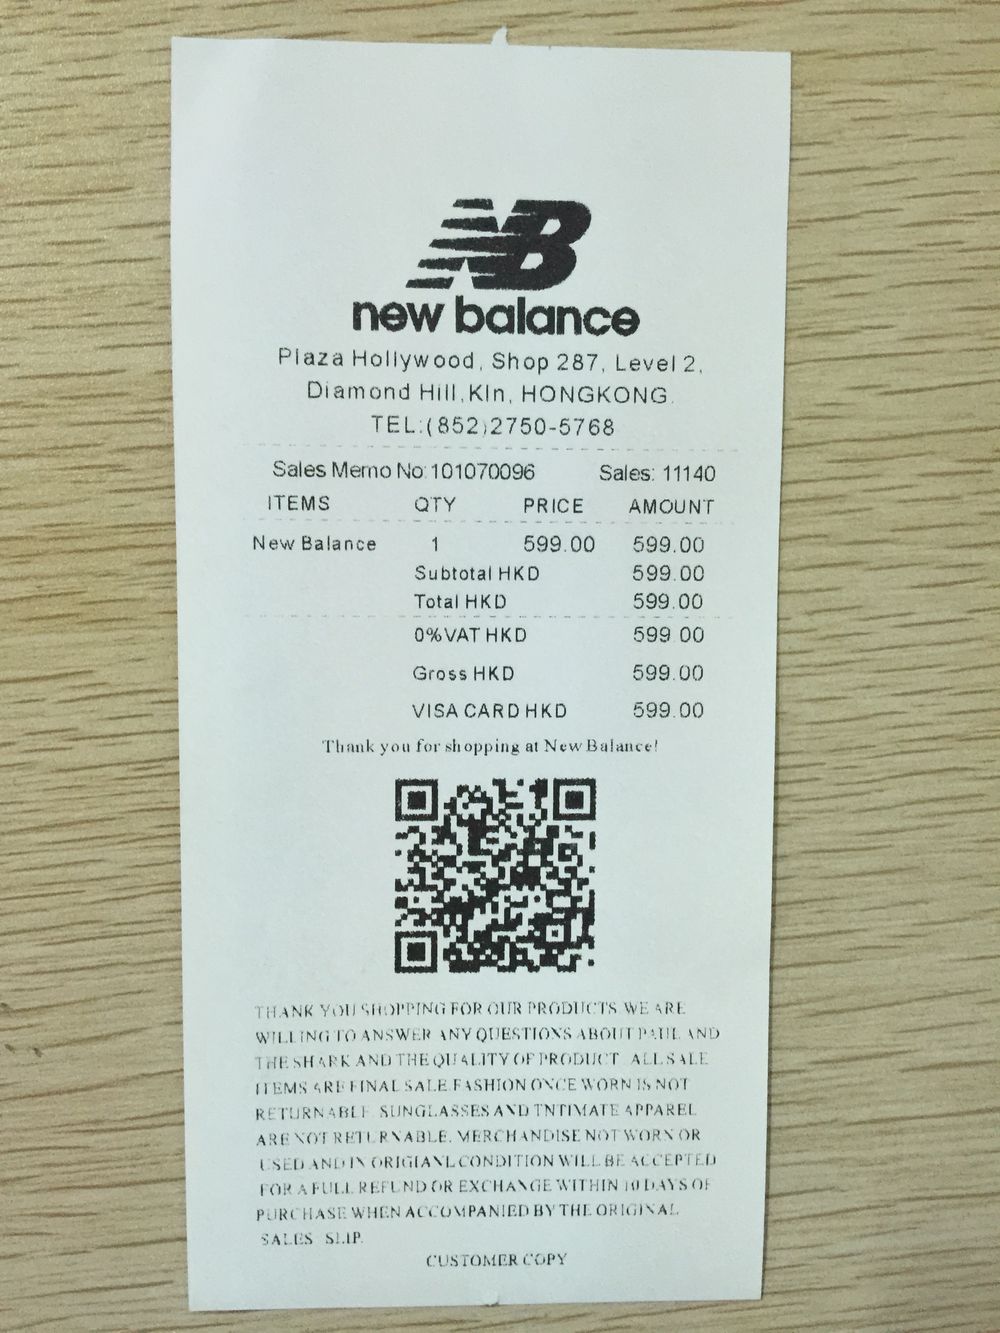 NB
new balance
Plaza Hollywood, Shop 287, Level 2,
Diamond Hill,Kln, HONGKONG.
TEL:(852)2750-5768
Sales Memo No:101070096 Sales: 11140
ITEMS QTY PRICE AMOUNT
New Balance 1 599.00 599.00
Subtotal HKD 599.00
Total HKD 599.00
0%VAT HKD 599.00
Gross HKD 599.00
VISA CARD HKD 599.00
Thank you for shopping at New Balance!
THANK YOU SHOPPING FOR OUR PRODUCTS WE ARE
WILLING TO ANSWER ANY QUESTIONS ABOUT PAUL AND
THE SHARK AND THE QUALITY OF PRODUCT. ALL SALE
ITEMS ARE FINAL SALE FASHION ONCE WORN IS NOT
RETURNABLE. SUNGLASSES AND TNTIMATE APPAREL
ARE NOT RETURNABLE. MERCHANDISE NOT WORN OR
USED AND IN ORIGIANL CONDITION WILL BE ACCEPTED
FOR A FULL REFUND OR EXCHANGE WITHIN 10 DAYS OF
PURCHASE WHEN ACCOMPANIED BY THE ORIGINAL
SALES SLIP.
CUSTOMER COPY